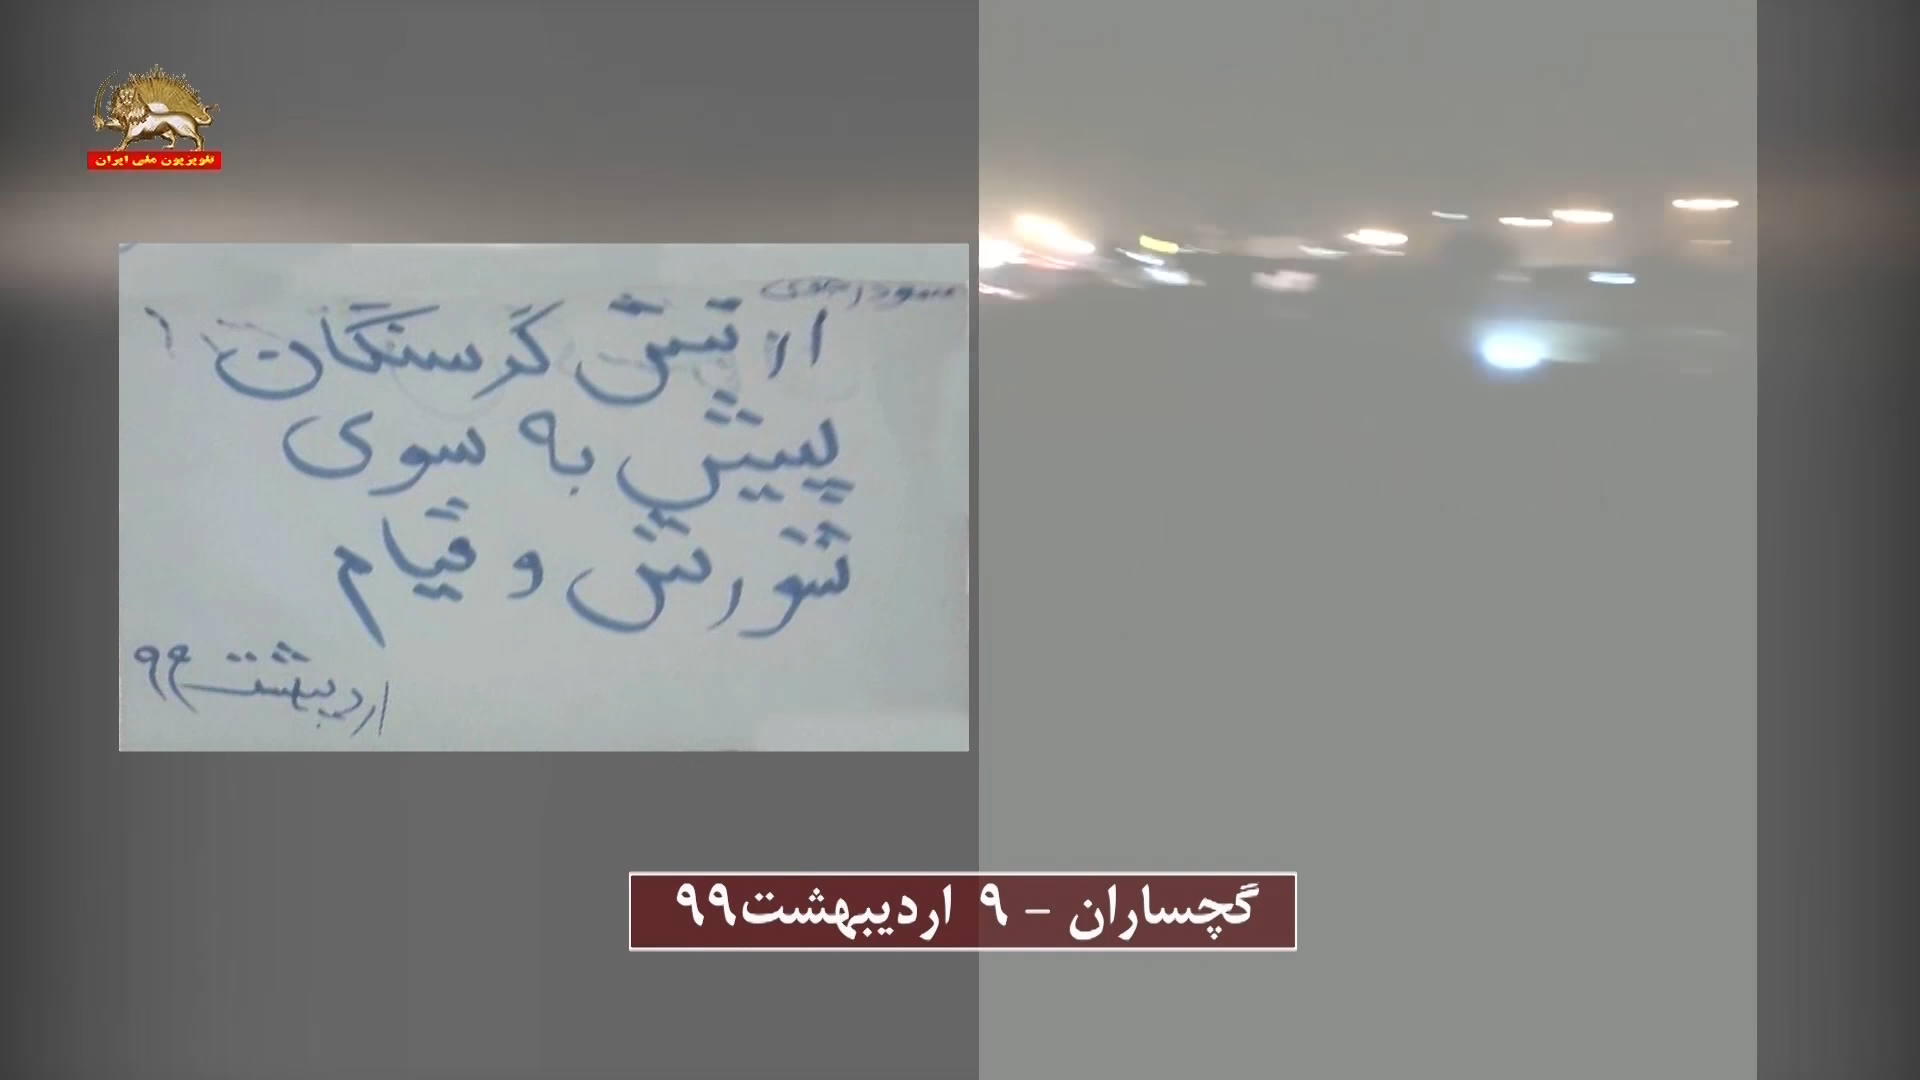 تلویزیون ملی ایران
ارتش گرسنگان
پیش به سوی
شورش و قیام
اردیبهشت ۹۹
گچساران – ۹ اردیبهشت۹۹